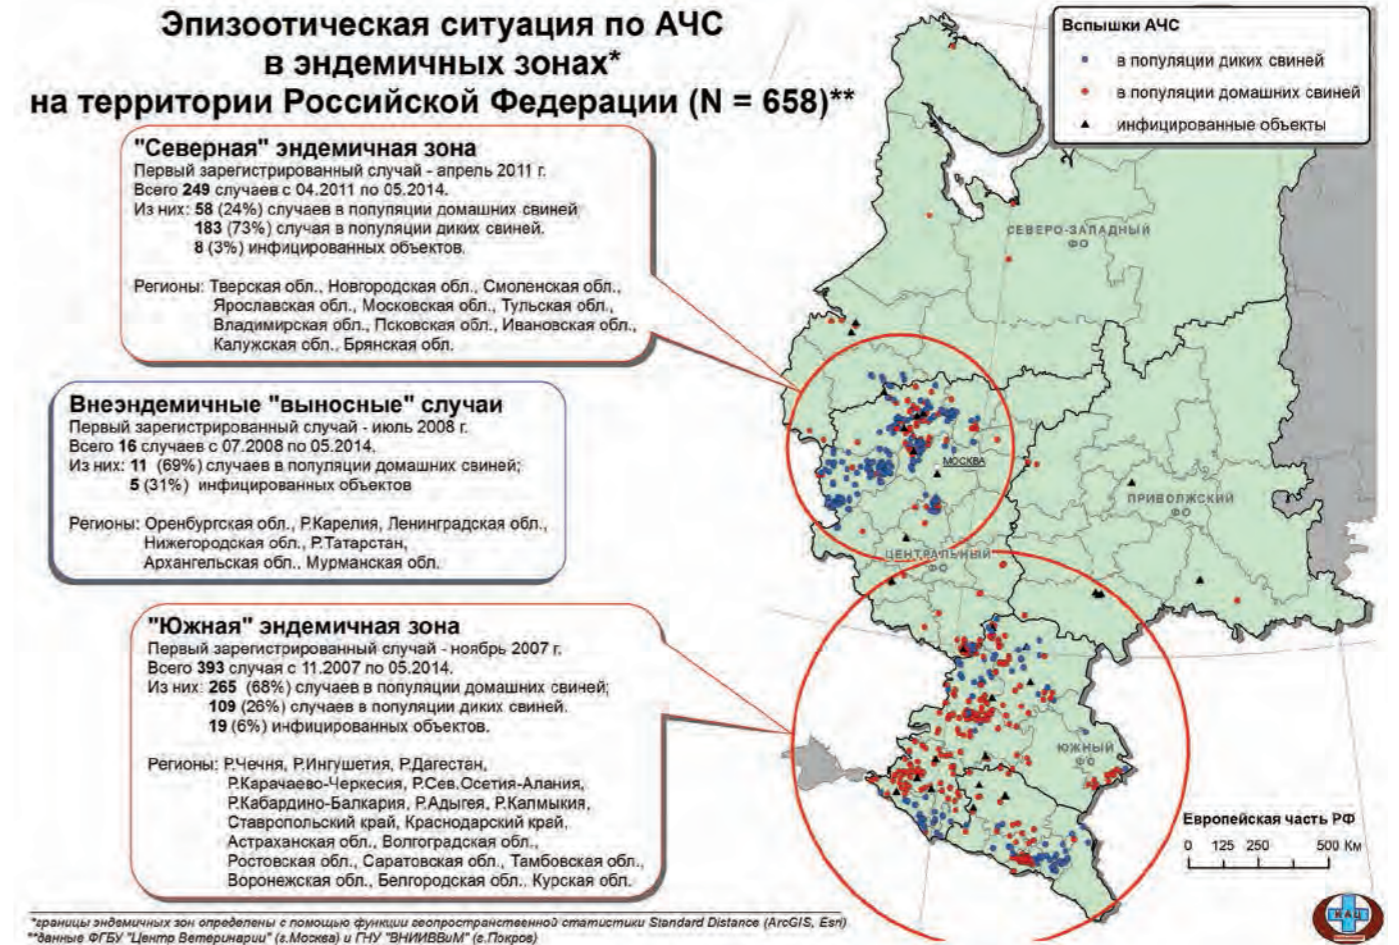 Эпизоотическая ситуация по АЧС
в эндемичных зонах*
на территории Российской Федерации (N = 658)**
"Северная" эндемичная зона
Первый зарегистрированный случай - апрель 2011 г.
Всего 249 случаев с 04.2011 по 05.2014.
Из них: 58 (24%) случаев в популяции домашних свиней
183 (73%) случая в популяции диких свиней.
8 (3%) инфицированных объектов.
Регионы: Тверская обл., Новгородская обл., Смоленская обл.,
Ярославская обл., Московская обл., Тульская обл.,
Владимирская обл., Псковская обл., Ивановская обл.,
Калужская обл., Брянская обл.
Внеэндемичные "выносные" случаи
Первый зарегистрированный случай - июль 2008 г.
Всего 16 случаев с 07.2008 по 05.2014.
Из них: 11 (69%) случаев в популяции домашних свиней;
5 (31%) инфицированных объектов
Регионы: Оренбургская обл., Р.Карелия, Ленинградская обл.,
Нижегородская обл., Р.Татарстан,
Архангельская обл., Мурманская обл.
"Южная" эндемичная зона
Первый зарегистрированный случай - ноябрь 2007 г.
Всего 393 случая с 11.2007 по 05.2014.
Из них: 265 (68%) случаев в популяции домашних свиней;
109 (26%) случаев в популяции диких свиней.
19 (6%) инфицированных объектов.
Регионы: Р.Чечня, Р.Ингушетия, Р.Дагестан,
Р.Карачаево-Черкесия, Р.Сев.Осетия-Алания,
Р.Кабардино-Балкария, Р.Адыгея, Р.Калмыкия,
Ставропольский край, Краснодарский край,
Астраханская обл., Волгоградская обл.,
Ростовская обл., Саратовская обл., Тамбовская обл.,
Воронежская обл., Белгородская обл., Курская обл.
Вспышки АЧС
в популяции диких свиней
в популяции домашних свиней
инфицированные объекты
СЕВЕРО-ЗАПАДНЫЙ
ФО
МОСКВА
ПРИВОЛЖСКИЙ
ФО
ЦЕНТРАЛЬНЫЙ
ФО
ЮЖНЫЙ
ФО
Европейская часть РФ
0 125 250 500 Км
КАЦ
*границы эндемичных зон определены с помощью функции геопространственной статистики Standard Distance (ArcGIS, Esri)
**данные ФГБУ "Центр Ветеринарии" (г.Москва) и ГНУ "ВНИИВВиМ" (г.Покров)